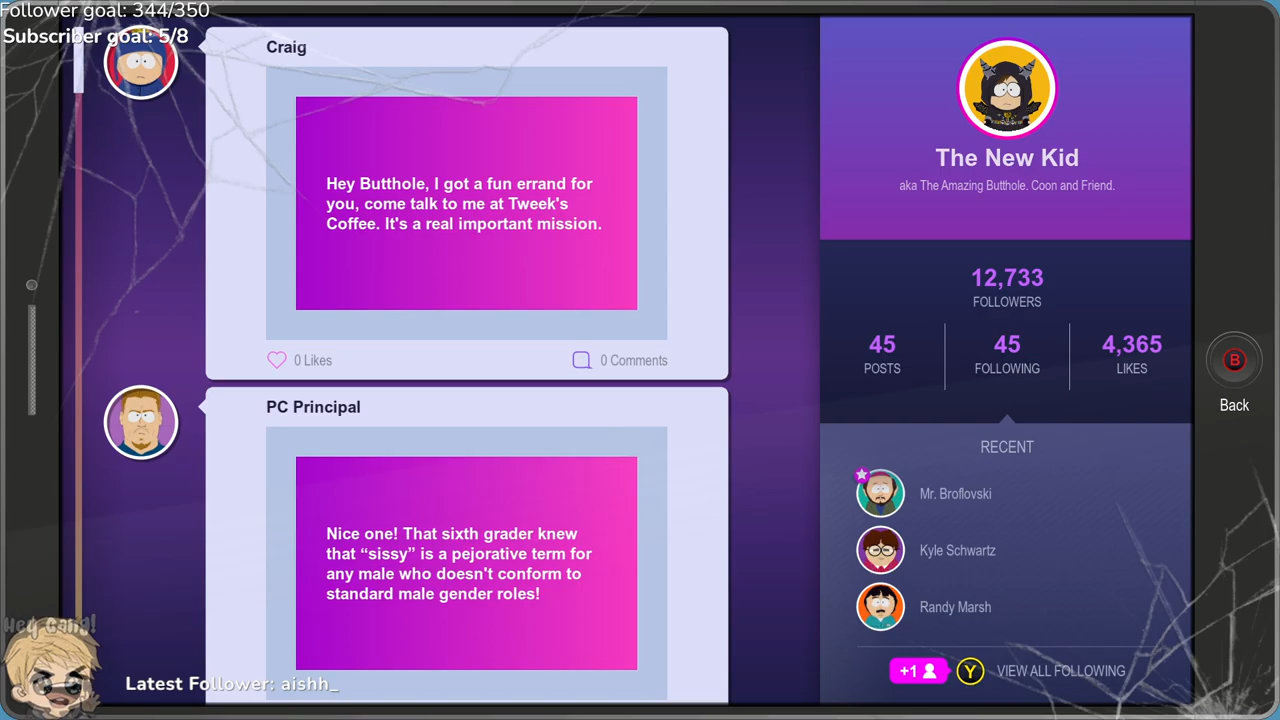 Follower goal: 344/350
Subscriber goal: 5/8
Craig
Hey Butthole, I got a fun errand for
you, come talk to me at Tweek's
Coffee. It's a real important mission.
0 Likes
0 Comments
PC Principal
Nice one! That sixth grader knew
that “sissy” is a pejorative term for
any male who doesn't conform to
standard male gender roles!
The New Kid
aka The Amazing Butthole. Coon and Friend.
12,733
FOLLOWERS
45
POSTS
45
FOLLOWING
4,365
LIKES
RECENT
Mr. Broflovski
Kyle Schwartz
Randy Marsh
+1
Y
VIEW ALL FOLLOWING
B
Back
Hey Gang!
Latest Follower: aishh_